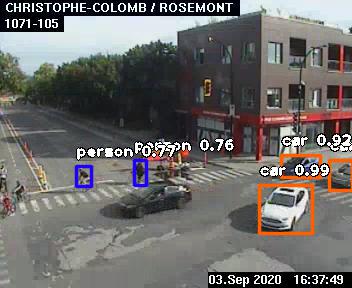 CHRISTOPHE-COLOMB / ROSEMONT
1071-105
person 0.77
person 0.76
car 0.92
car
car 0.99
03.Sep 2020 16:37:49